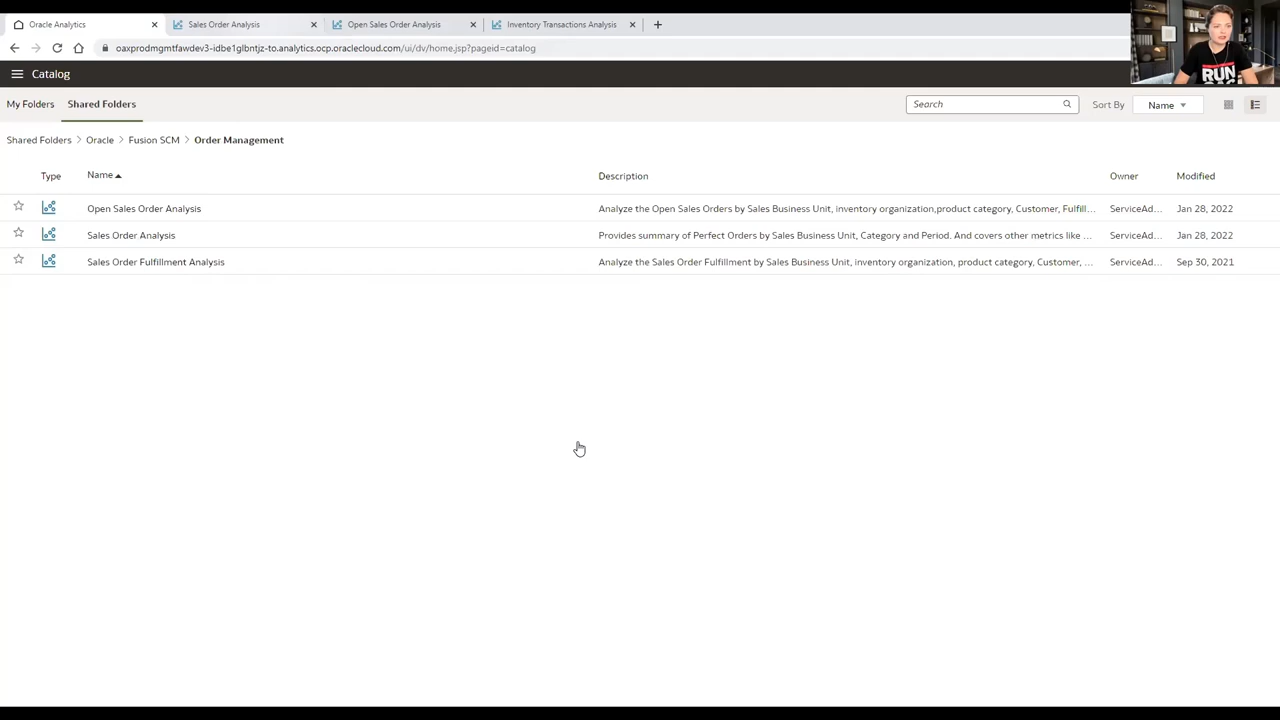 Oracle Analytics
Sales Order Analysis
Open Sales Order Analysis
Inventory Transactions Analysis
oaxprodmgmtfawdev3-idbe1glbntjz-to.analytics.ocp.oraclecloud.com/ui/dv/home.jsp?pageid=catalog
Catalog
My Folders Shared Folders Search Sort By Name
Shared Folders > Oracle > Fusion SCM > Order Management
Type Name Description Owner Modified
Open Sales Order Analysis Analyze the Open Sales Orders by Sales Business Unit, inventory organization,product category, Customer, Fulfill... ServiceAd... Jan 28, 2022
Sales Order Analysis Provides summary of Perfect Orders by Sales Business Unit, Category and Period. And covers other metrics like ... ServiceAd... Jan 28, 2022
Sales Order Fulfillment Analysis Analyze the Sales Order Fulfillment by Sales Business Unit, inventory organization, product category, Customer, ... ServiceAd... Sep 30, 2021
RUN